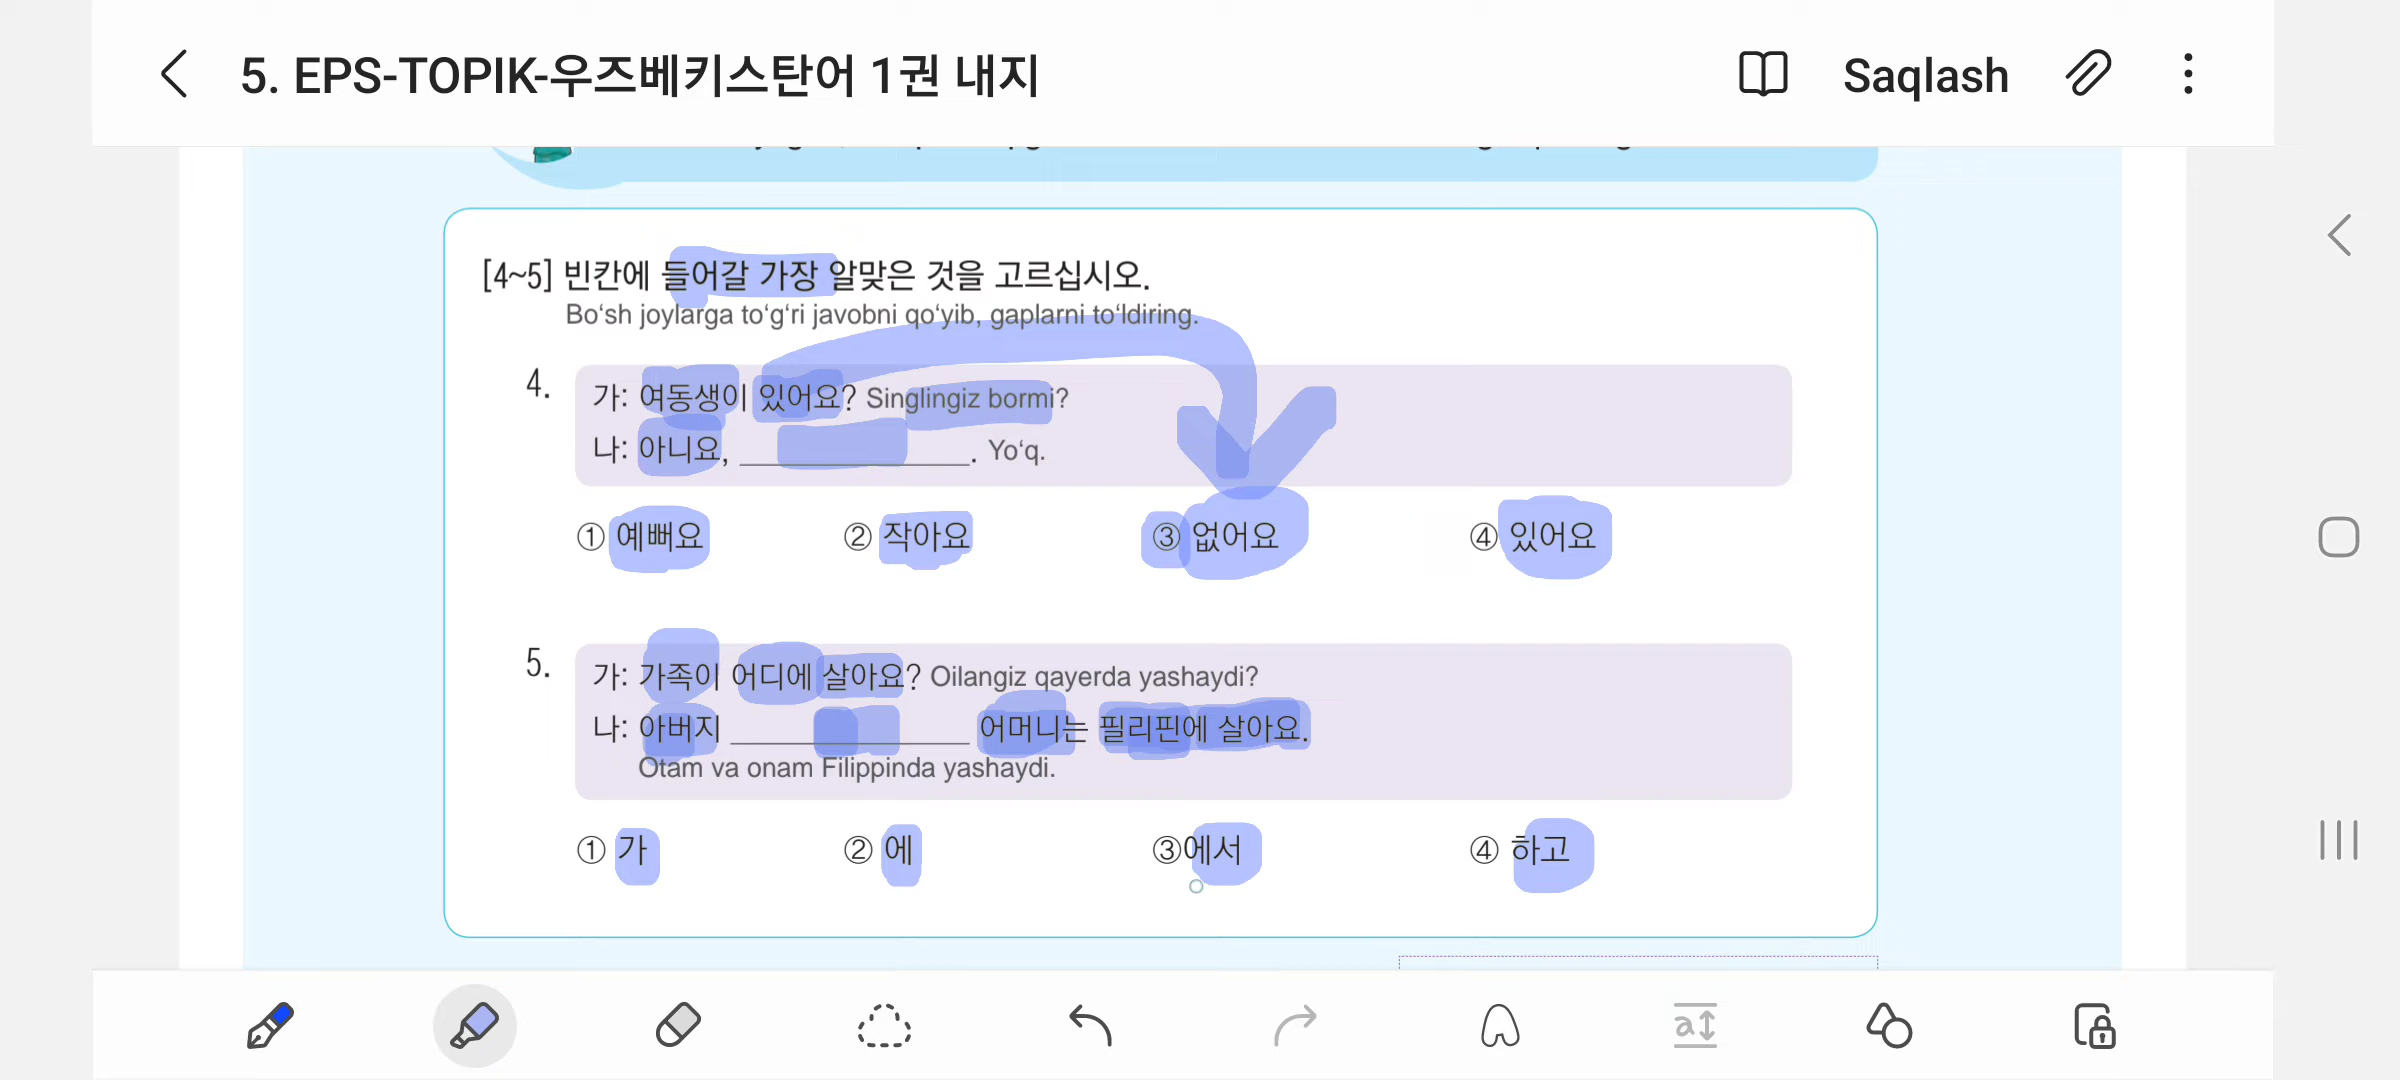 5. EPS-TOPIK-우즈베키스탄어 1권 내지
Saqlash
[4~5] 빈칸에 들어갈 가장 알맞은 것을 고르십시오.
Bo‘sh joylarga to‘g‘ri javobni qo‘yib, gaplarni to‘ldiring.
4.
가: 여동생이 있어요? Singlingiz bormi?
나: 아니요, ________________. Yo‘q.
① 예뻐요 ② 작아요 ③ 없어요 ④ 있어요
5.
가: 가족이 어디에 살아요? Oilangiz qayerda yashaydi?
나: 아버지 ________________ 어머니는 필리핀에 살아요.
Otam va onam Filippinda yashaydi.
① 가 ② 에 ③에서 ④ 하고